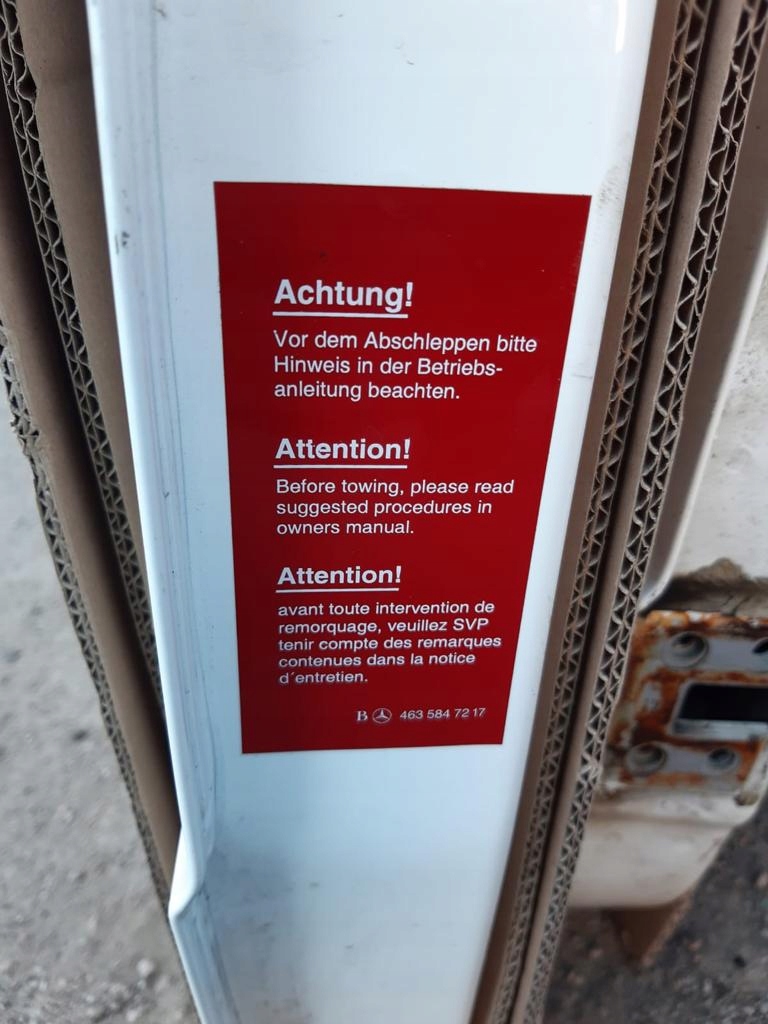 Achtung!
Vor dem Abschleppen bitte
Hinweis in der Betriebs-
anleitung beachten.
Attention!
Before towing, please read
suggested procedures in
owners manual.
Attention!
avant toute intervention de
remorquage, veuillez SVP
tenir compte des remarques
contenues dans la notice
d´entretien.
B 463 584 72 17